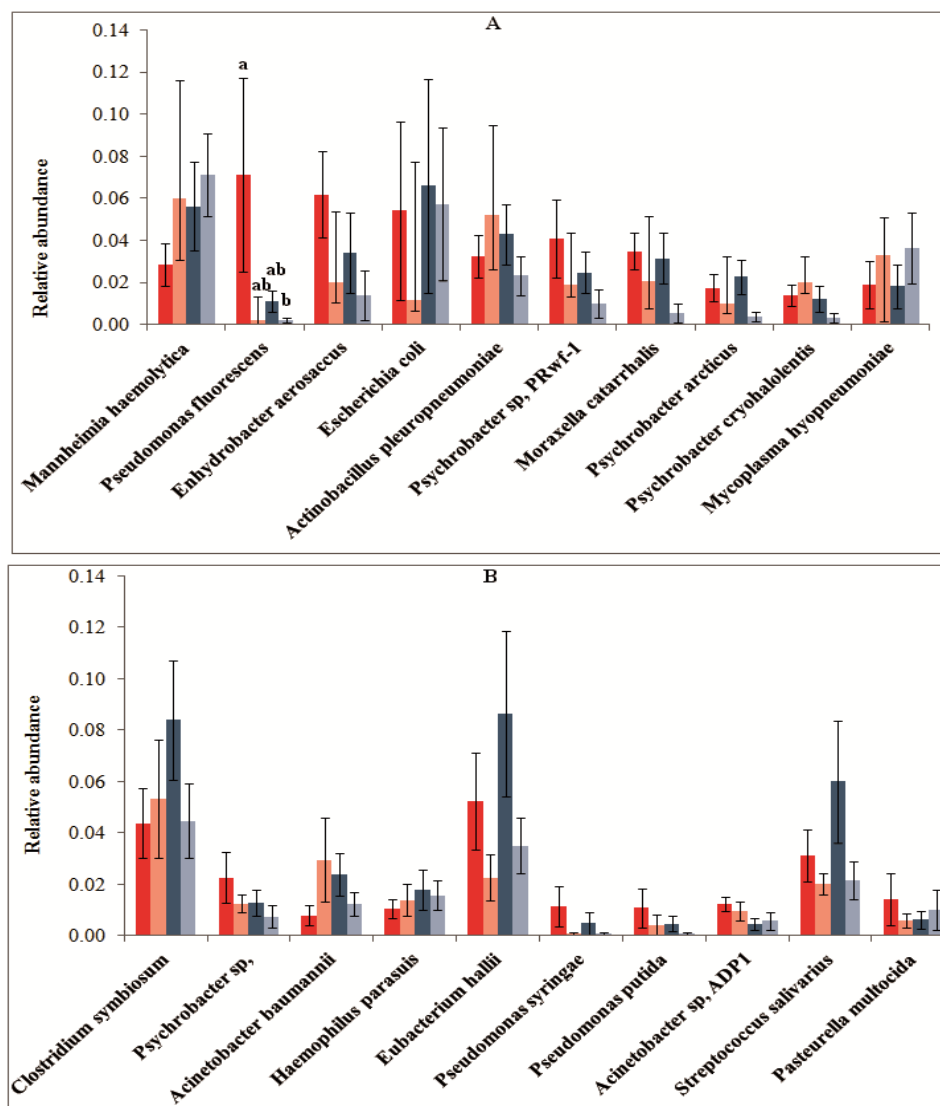 A
0.14
0.12
0.10
0.08
0.06
0.04
0.02
0.00
Relative abundance
a
ab
ab
b
Mannheimia haemolytica
Pseudomonas fluorescens
Enhydrobacter aerosaccus
Escherichia coli
Actinobacillus pleuropneumoniae
Psychrobacter sp, PRwf-1
Moraxella catarrhalis
Psychrobacter arcticus
Psychrobacter cryohalolentis
Mycoplasma hyopneumoniae
B
0.14
0.12
0.10
0.08
0.06
0.04
0.02
0.00
Relative abundance
Clostridium symbiosum
Psychrobacter sp,
Acinetobacter baumannii
Haemophilus parasuis
Eubacterium hallii
Pseudomonas syringae
Pseudomonas putida
Acinetobacter sp, ADP1
Streptococcus salivarius
Pasteurella multocida